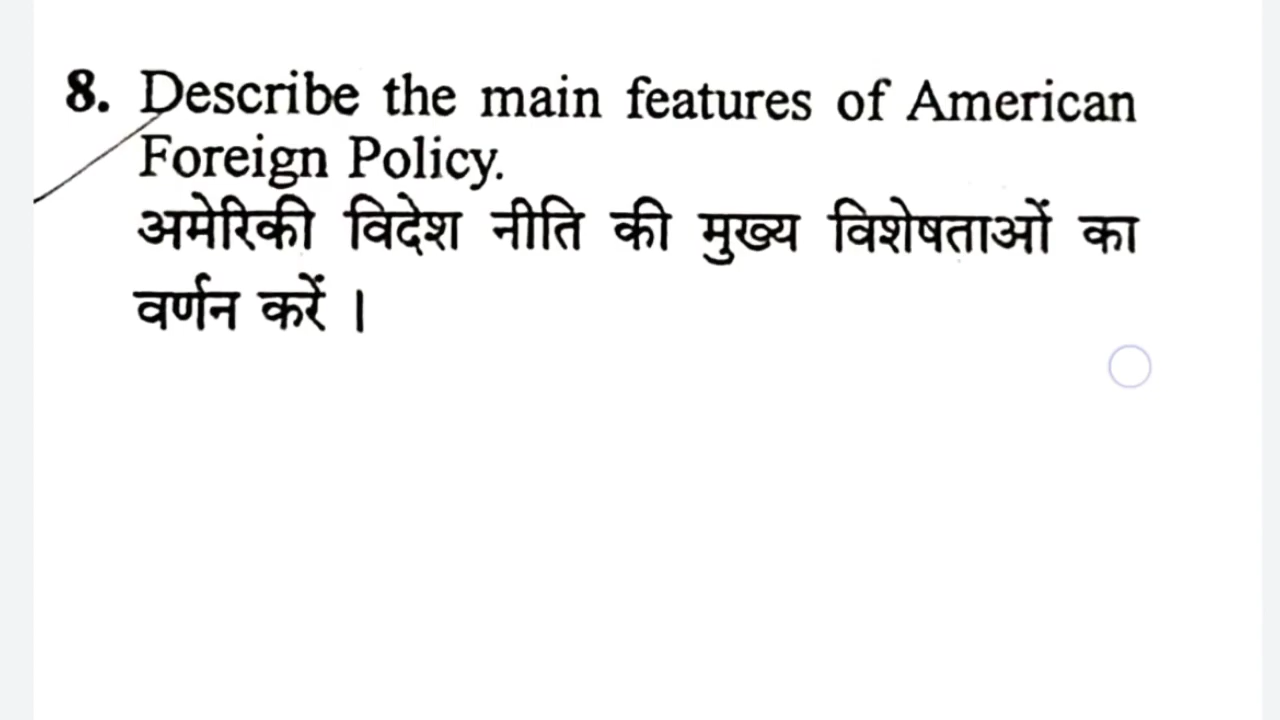 8. Describe the main features of American
Foreign Policy.
अमेरिकी विदेश नीति की मुख्य विशेषताओं का
वर्णन करें ।